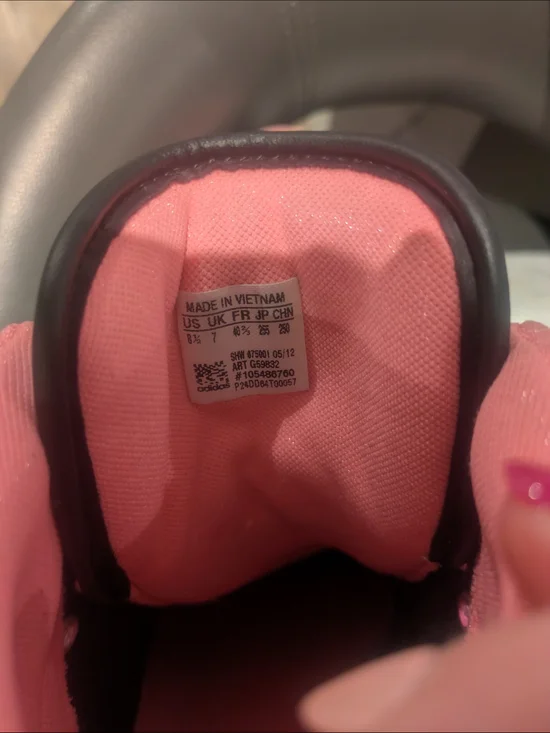 MADE IN VIETNAM
US UK FR JP CHN
8½ 7 40⅔ 255 250
SHW 675001 05/12
ART G59832
#105486760
adidas P24DD64T00057